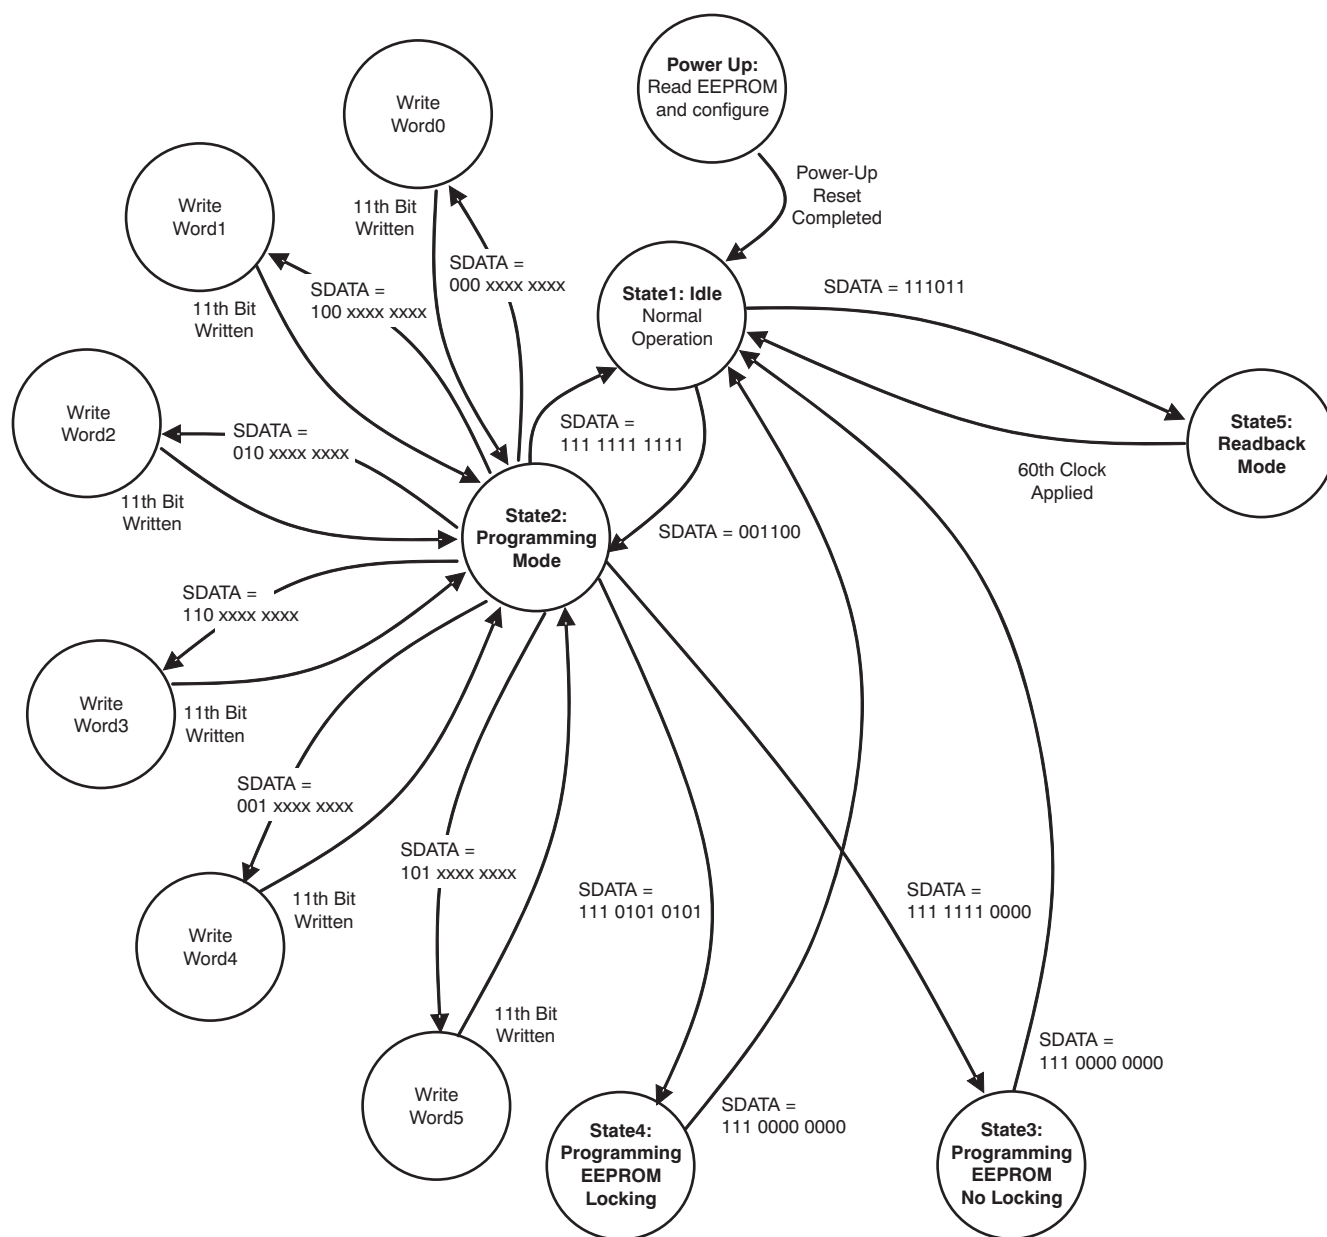 Power Up:
Read EEPROM
and configure
Write
Word0
Power-Up
Reset
Completed
Write
Word1
11th Bit
Written
SDATA =
000 xxxx xxxx
State1: Idle
Normal
Operation
SDATA = 111011
SDATA =
100 xxxx xxxx
11th Bit
Written
Write
Word2
SDATA =
010 xxxx xxxx
SDATA =
111 1111 1111
State5:
Readback
Mode
60th Clock
Applied
11th Bit
Written
State2:
Programming
Mode
SDATA = 001100
SDATA =
110 xxxx xxxx
Write
Word3
11th Bit
Written
SDATA =
001 xxxx xxxx
SDATA =
101 xxxx xxxx
11th Bit
Written
Write
Word4
SDATA =
111 0101 0101
SDATA =
111 1111 0000
11th Bit
Written
SDATA =
111 0000 0000
Write
Word5
SDATA =
111 0000 0000
State4:
Programming
EEPROM
Locking
State3:
Programming
EEPROM
No Locking